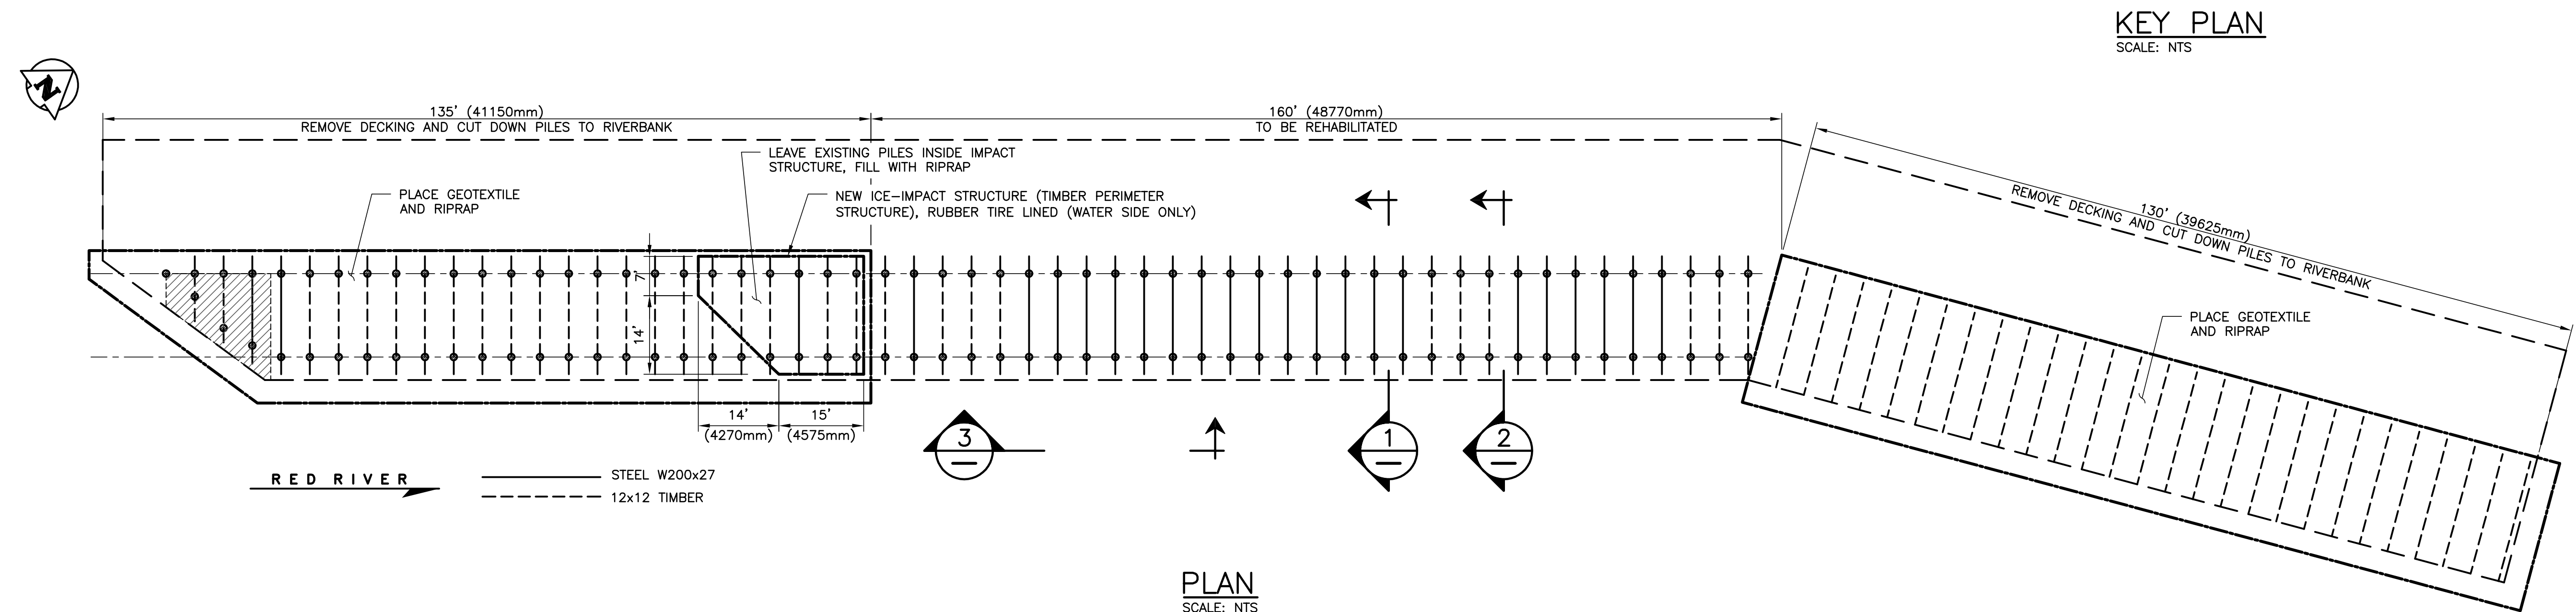 KEY PLAN
SCALE: NTS
N
135' (41150mm)
REMOVE DECKING AND CUT DOWN PILES TO RIVERBANK
160' (48770mm)
TO BE REHABILITATED
130' (39625mm)
REMOVE DECKING AND CUT DOWN PILES TO RIVERBANK
LEAVE EXISTING PILES INSIDE IMPACT
STRUCTURE, FILL WITH RIPRAP
PLACE GEOTEXTILE
AND RIPRAP
NEW ICE-IMPACT STRUCTURE (TIMBER PERIMETER
STRUCTURE), RUBBER TIRE LINED (WATER SIDE ONLY)
7'
14'
PLACE GEOTEXTILE
AND RIPRAP
14'
(4270mm)
15'
(4575mm)
3
1
2
RED RIVER
STEEL W200x27
12x12 TIMBER
PLAN
SCALE: NTS